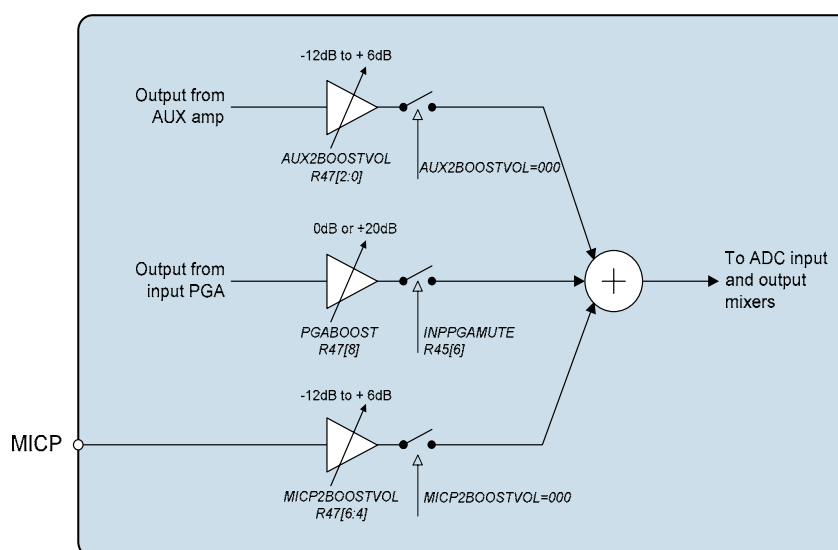 -12dB to + 6dB
Output from
AUX amp
AUX2BOOSTVOL
R47[2:0]
AUX2BOOSTVOL=000
0dB or +20dB
Output from
input PGA
PGABOOST
R47[8]
INPPGAMUTE
R45[6]
+
To ADC input
and output
mixers
-12dB to + 6dB
MICP
MICP2BOOSTVOL
R47[6:4]
MICP2BOOSTVOL=000